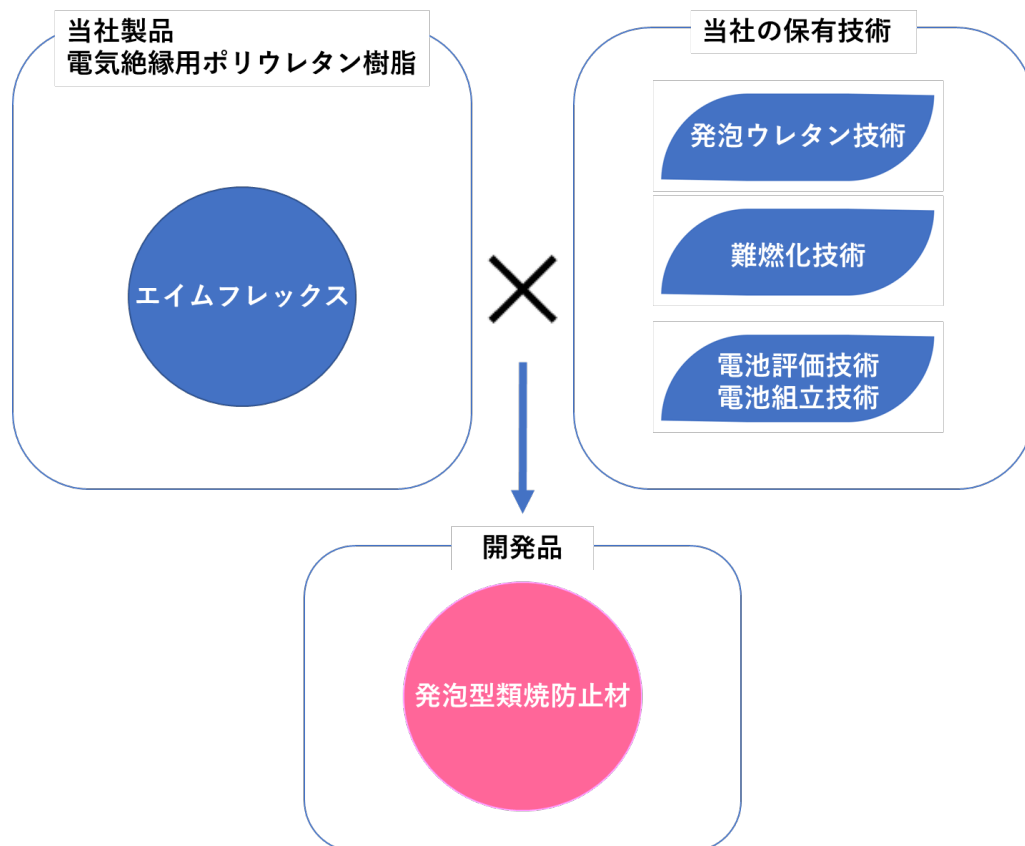 当社製品
電気絶縁用ポリウレタン樹脂
エイムフレックス
当社の保有技術
発泡ウレタン技術
難燃化技術
電池評価技術
電池組立技術
開発品
発泡型類焼防止材